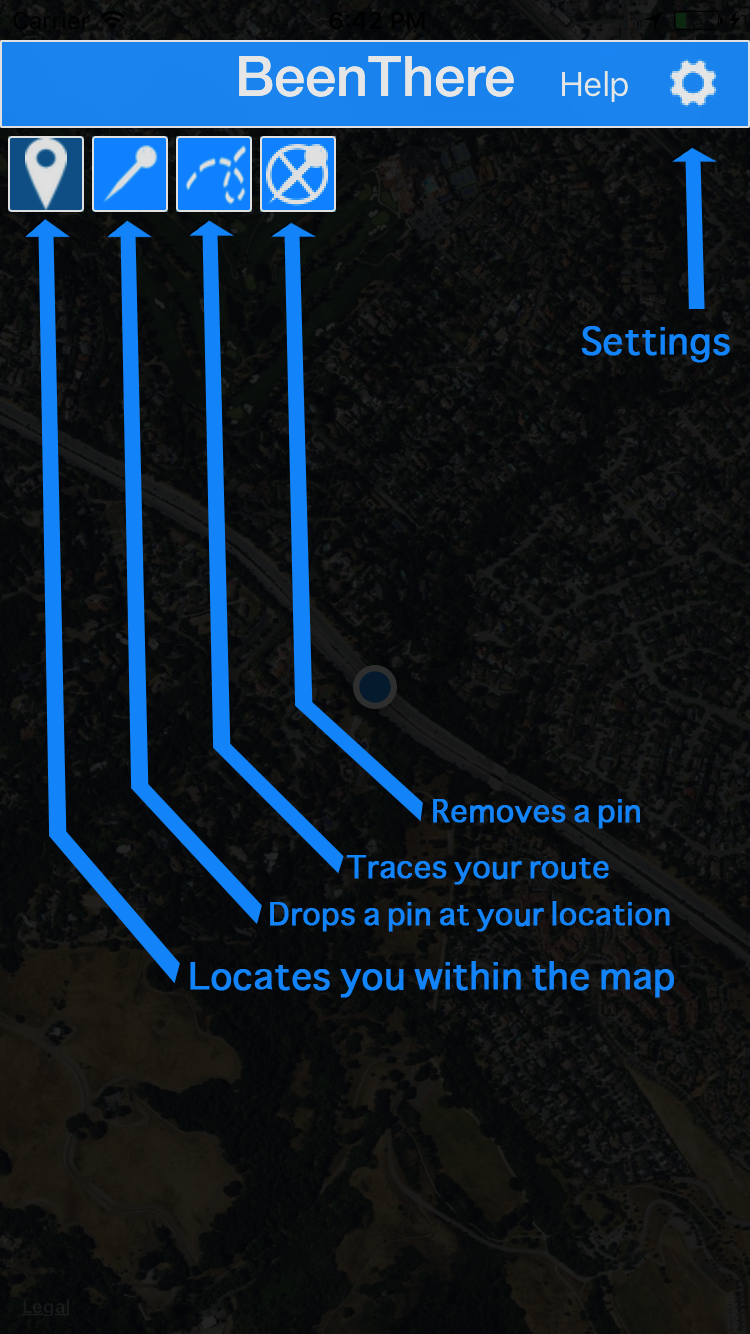 Carrier 6:42 PM
BeenThere Help
Settings
Removes a pin
Traces your route
Drops a pin at your location
Locates you within the map
Legal